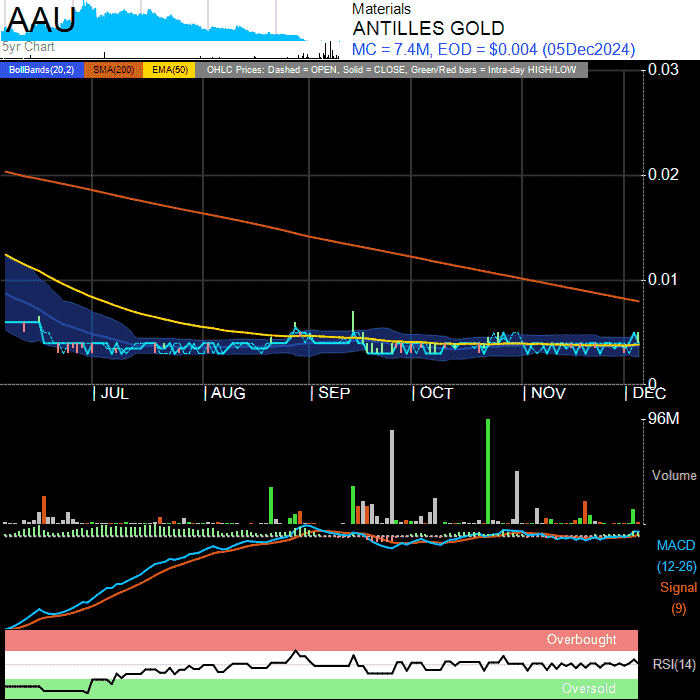 AAU
5yr Chart
Materials
ANTILLES GOLD
MC = 7.4M, EOD = $0.004 (05Dec2024)
BollBands(20,2) SMA(200) EMA(50) OHLC Prices: Dashed = OPEN, Solid = CLOSE, Green/Red bars = Intra-day HIGH/LOW
0.03
0.02
0.01
0
JUL AUG SEP OCT NOV DEC
96M
Volume
MACD
(12-26)
Signal
(9)
Overbought
RSI(14)
Oversold